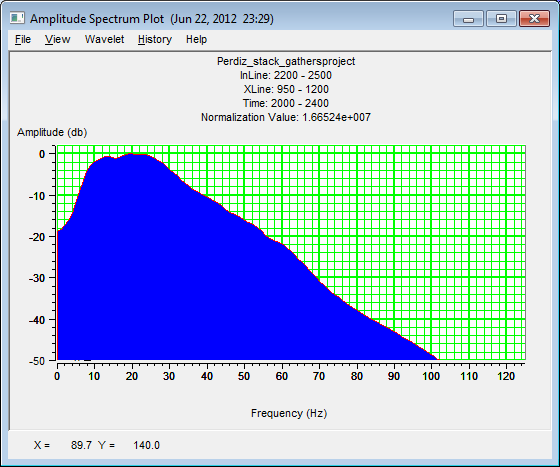 Amplitude Spectrum Plot (Jun 22, 2012 23:29)
File View Wavelet History Help
Perdiz_stack_gathersproject
InLine: 2200 - 2500
XLine: 950 - 1200
Time: 2000 - 2400
Normalization Value: 1.66524e+007
Amplitude (db)
0
-10
-20
-30
-40
-50
0 10 20 30 40 50 60 70 80 90 100 110 120
Frequency (Hz)
X = 89.7 Y = 140.0